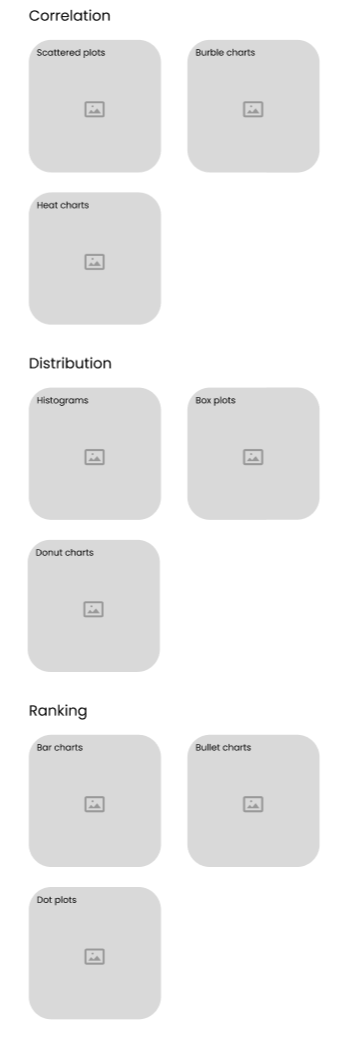 Correlation
Scattered plots
Burble charts
Heat charts
Distribution
Histograms
Box plots
Donut charts
Ranking
Bar charts
Bullet charts
Dot plots